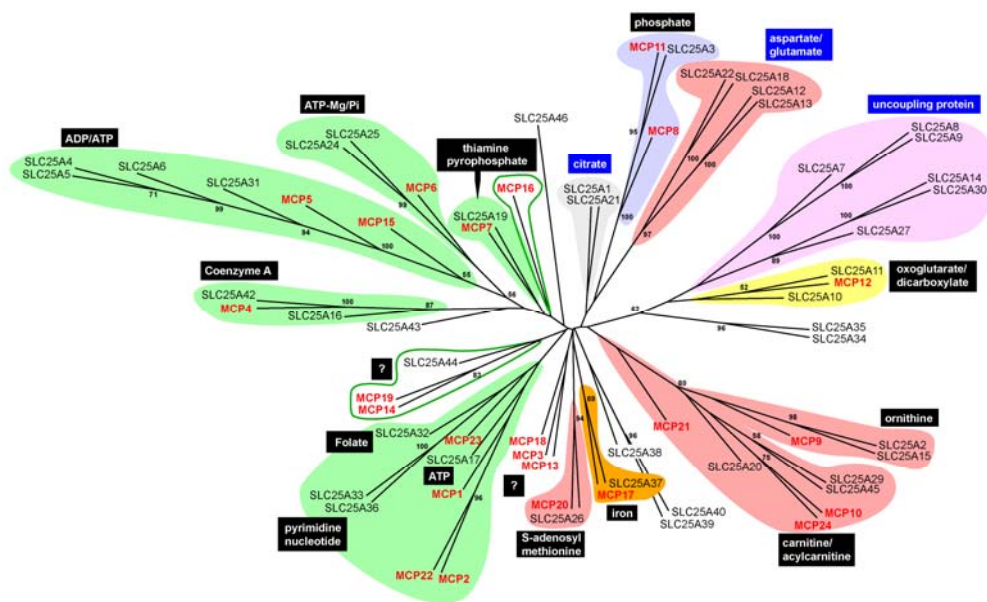 phosphate
MCP11
SLC25A3
aspartate/
glutamate
SLC25A22
SLC25A18
SLC25A12
SLC25A13
ATP-Mg/Pi
SLC25A46
95
MCP8
100
100
uncoupling protein
ADP/ATP
SLC25A25
SLC25A24
thiamine
pyrophosphate
citrate
SLC25A8
SLC25A9
SLC25A4
SLC25A5
SLC25A6
71
SLC25A31
99
MCP5
94
MCP15
100
55
MCP6
99
MCP16
SLC25A19
MCP7
SLC25A1
SLC25A21
100
97
SLC25A7
100
SLC25A14
SLC25A30
100
100
SLC25A27
89
Coenzyme A
SLC25A42
MCP4
100
SLC25A16
87
56
SLC25A43
SLC25A11
MCP12
52
SLC25A10
oxoglutarate/
dicarboxylate
63
96
SLC25A35
SLC25A34
?
SLC25A44
83
MCP19
MCP14
Folate
SLC25A32
100
MCP23
SLC25A17
ATP
MCP1
96
SLC25A33
SLC25A36
pyrimidine
nucleotide
MCP22
MCP2
MCP18
MCP3
MCP13
?
94
MCP20
SLC25A26
S-adenosyl
methionine
69
SLC25A37
MCP17
iron
96
SLC25A38
SLC25A40
SLC25A39
MCP21
89
98
MCP9
ornithine
SLC25A2
SLC25A15
58
75
SLC25A20
SLC25A29
SLC25A45
MCP10
MCP24
carnitine/
acylcarnitine